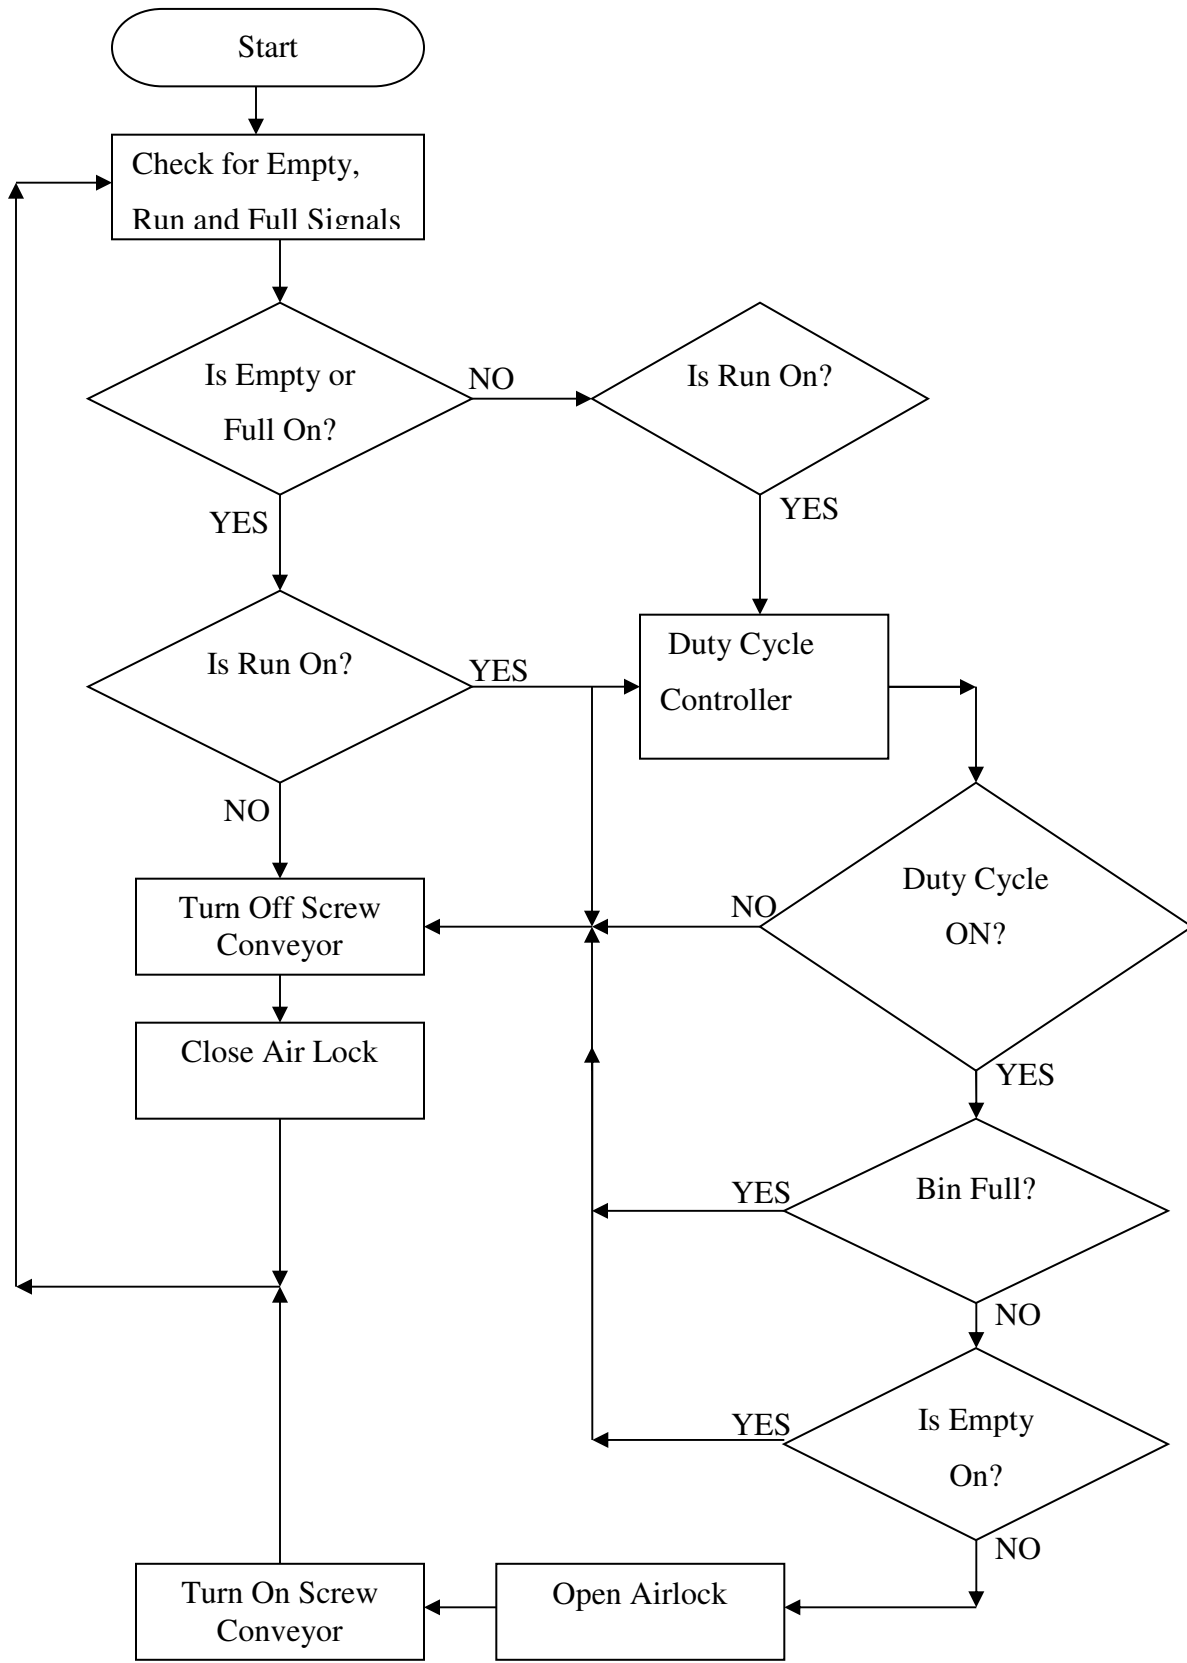 Start
Check for Empty,
Run and Full Signals
Is Empty or
Full On?
NO
Is Run On?
YES
YES
Is Run On?
YES
Duty Cycle
Controller
NO
Turn Off Screw
Conveyor
NO
Duty Cycle
ON?
Close Air Lock
YES
YES
Bin Full?
NO
YES
Is Empty
On?
NO
Turn On Screw
Conveyor
Open Airlock